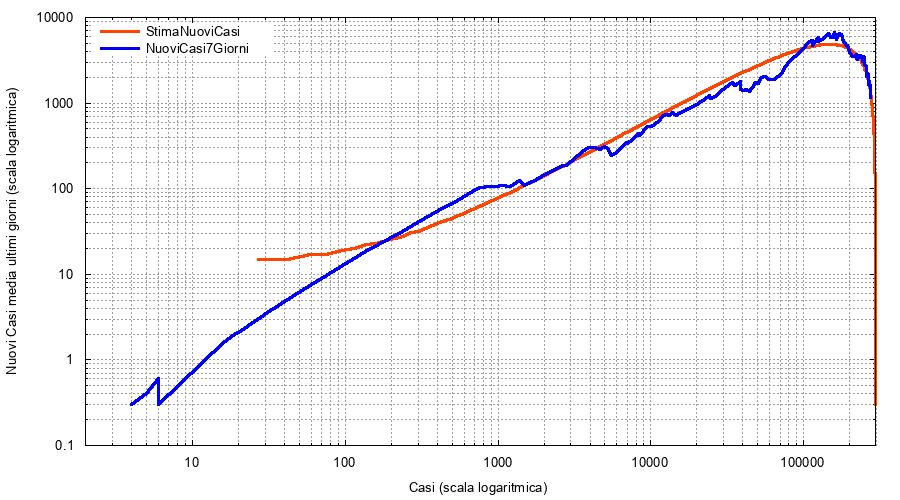 10000
StimaNuoviCasi
NuoviCasi7Giorni
1000
100
10
1
0.1
Nuovi Casi media ultimi giorni (scala logaritmica)
10
100
1000
10000
100000
Casi (scala logaritmica)